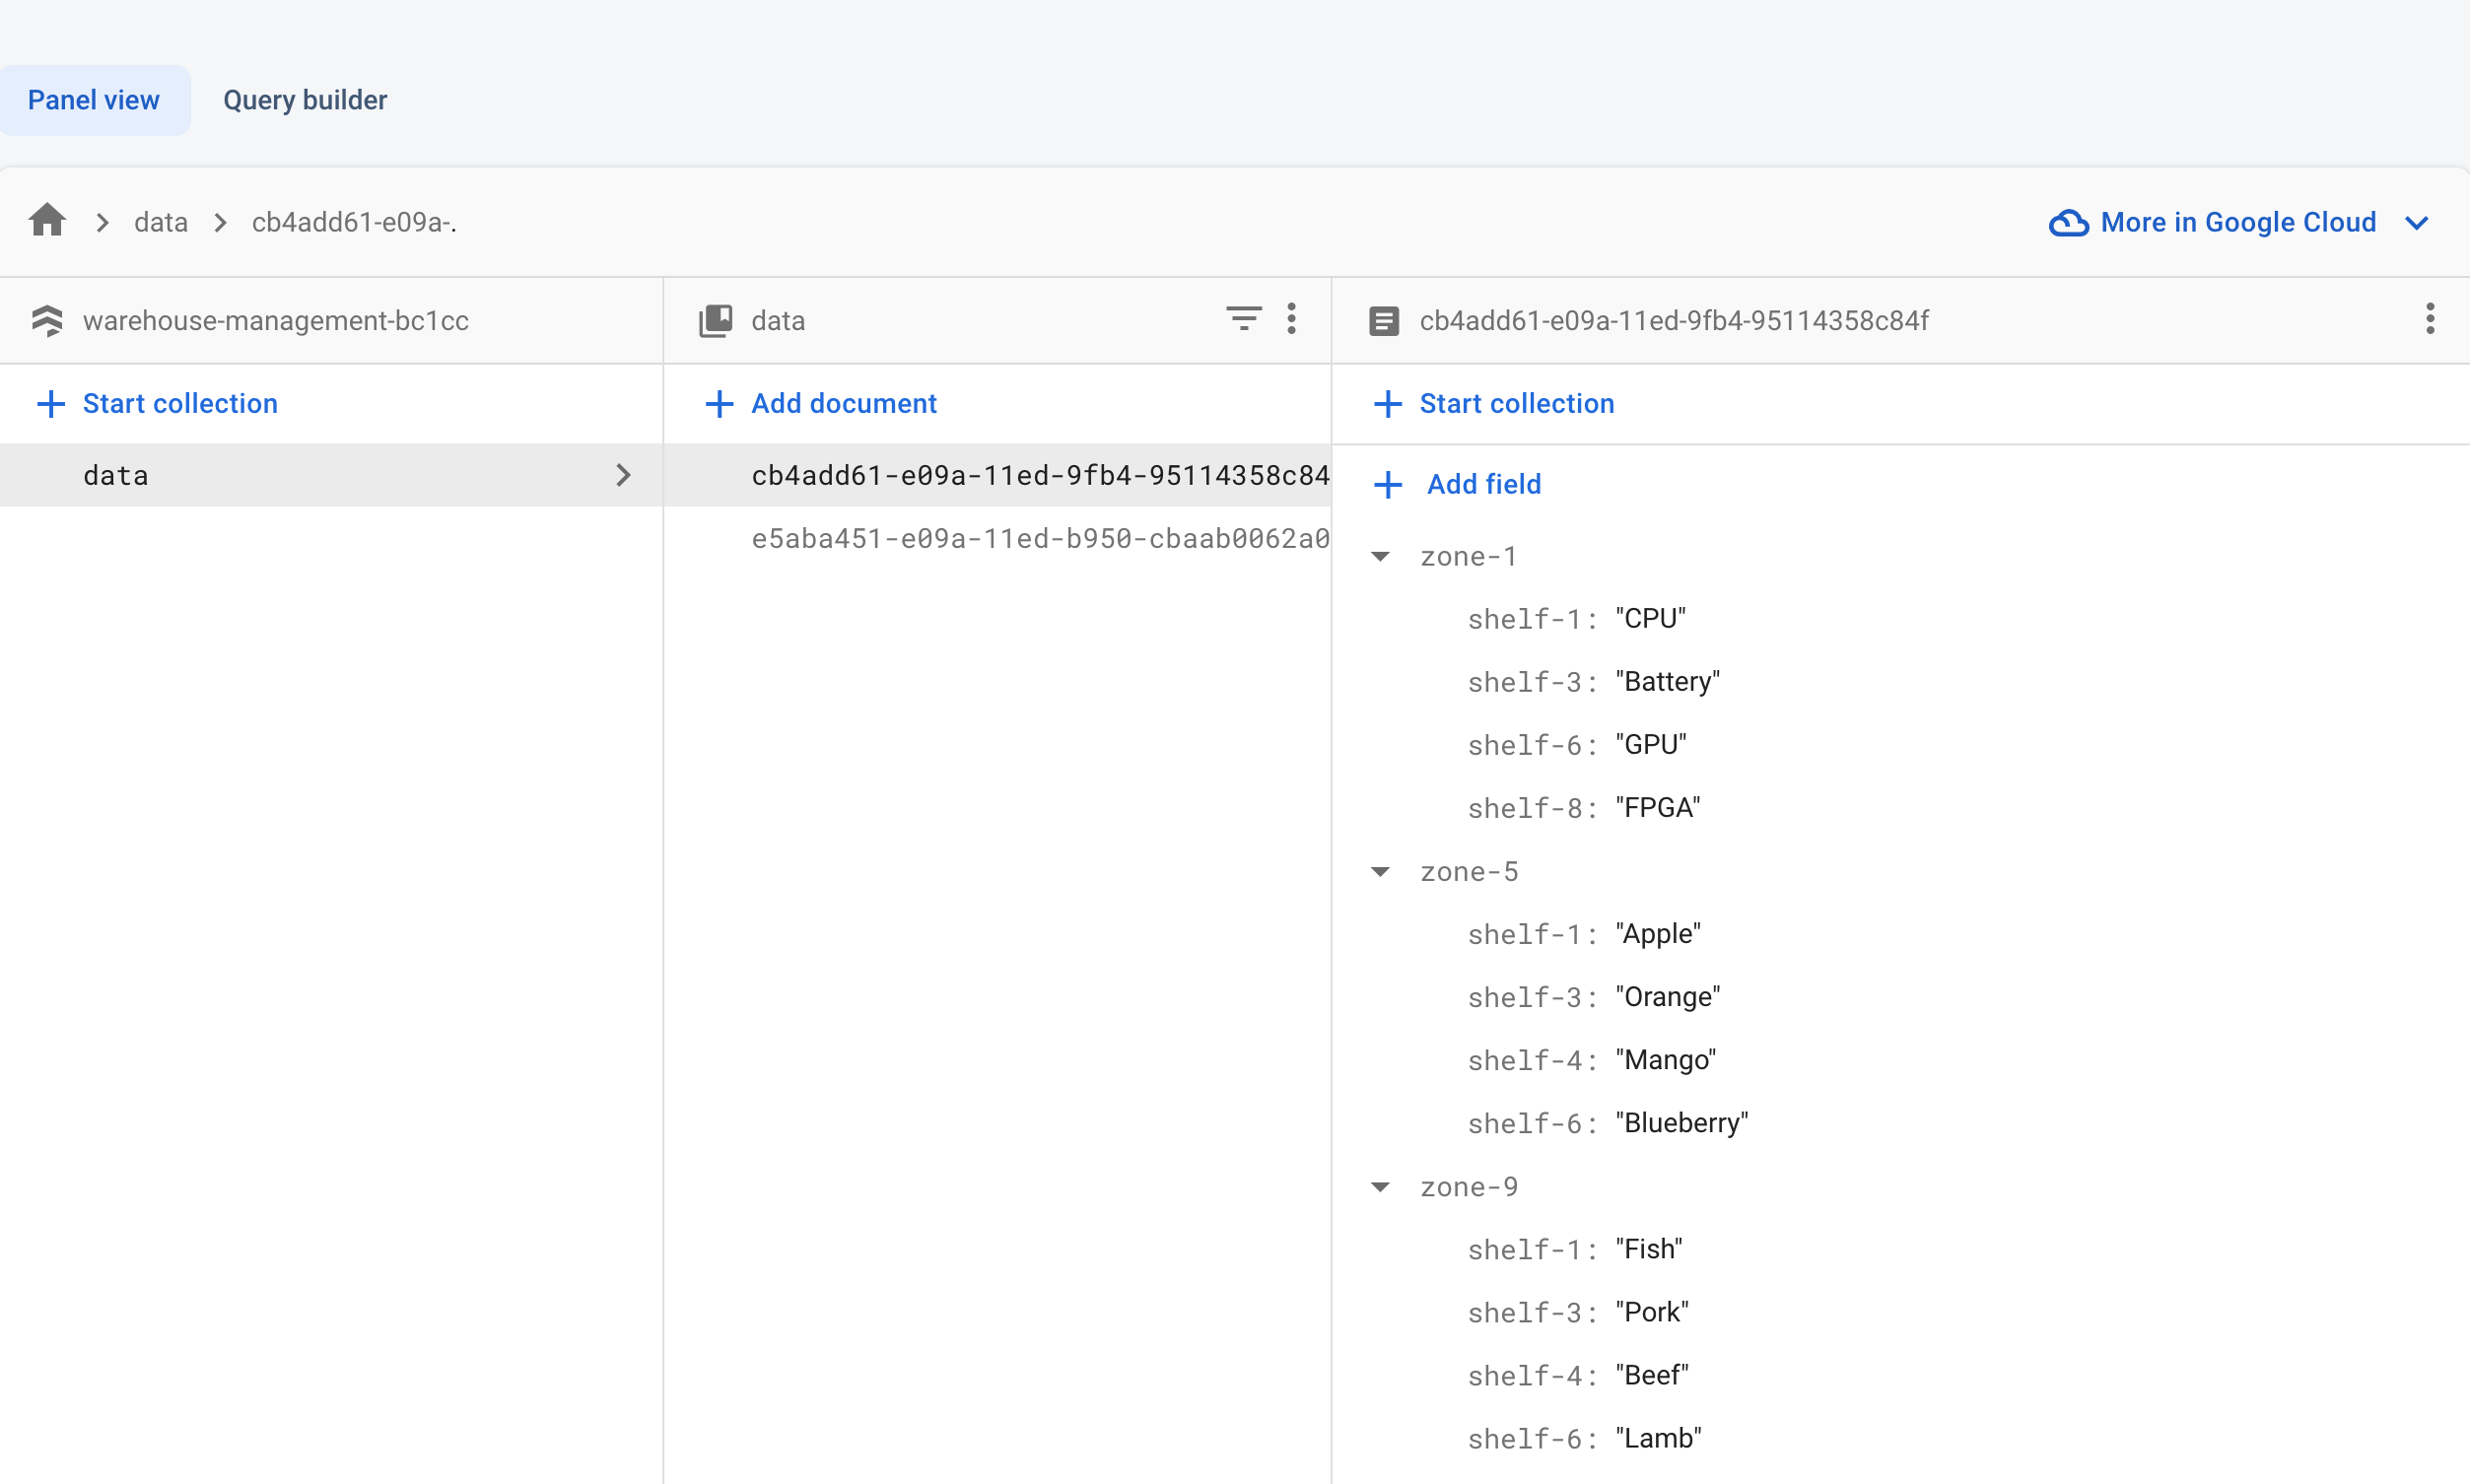 Panel view Query builder
data cb4add61-e09a-.
More in Google Cloud
warehouse-management-bc1cc
data
cb4add61-e09a-11ed-9fb4-95114358c84f
Start collection
Add document
Start collection
data
cb4add61-e09a-11ed-9fb4-95114358c84
e5aba451-e09a-11ed-b950-cbaab0062a0
Add field
zone-1
shelf-1: "CPU"
shelf-3: "Battery"
shelf-6: "GPU"
shelf-8: "FPGA"
zone-5
shelf-1: "Apple"
shelf-3: "Orange"
shelf-4: "Mango"
shelf-6: "Blueberry"
zone-9
shelf-1: "Fish"
shelf-3: "Pork"
shelf-4: "Beef"
shelf-6: "Lamb"